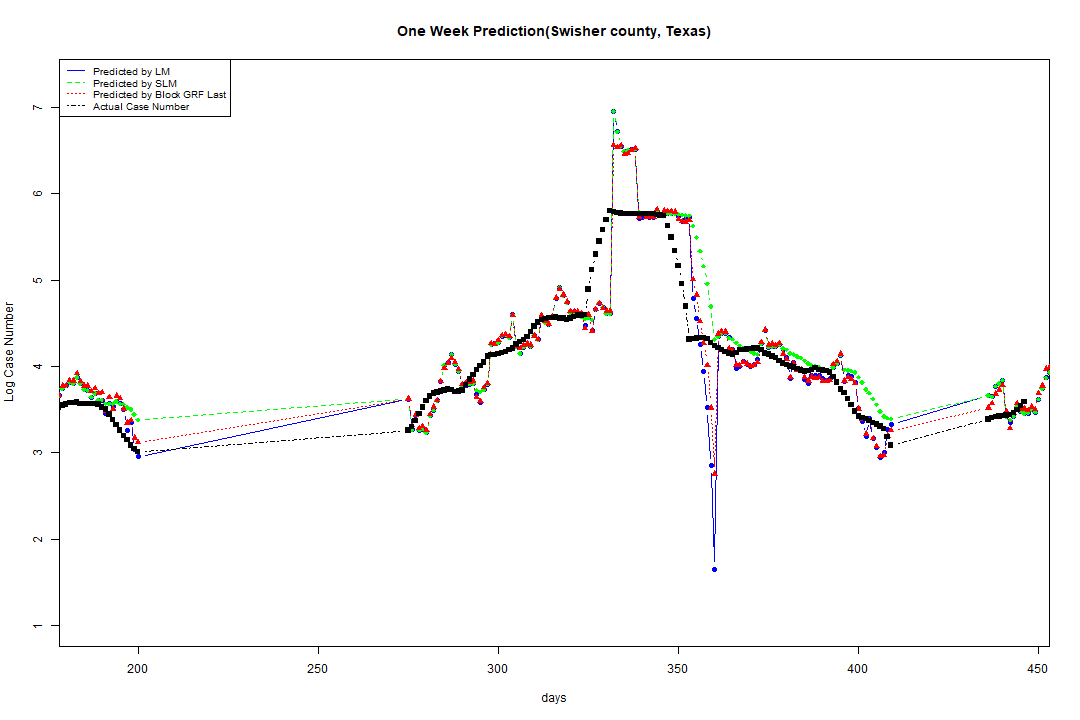 One Week Prediction(Swisher county, Texas)
Predicted by LM
Predicted by SLM
Predicted by Block GRF Last
Actual Case Number
Log Case Number
7
6
5
4
3
2
1
200 250 300 350 400 450
days